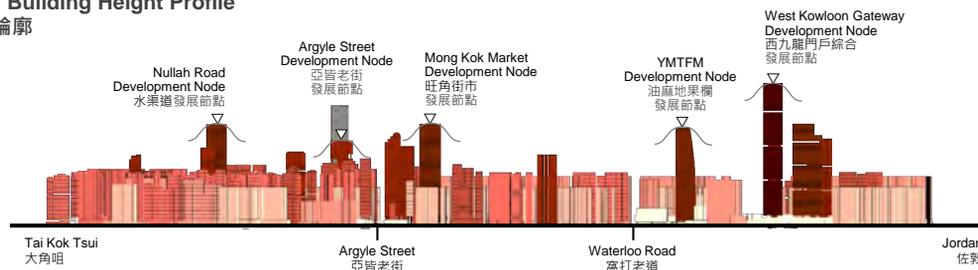 Building Height Profile
輪廓
Nullah Road
Development Node
水渠道發展節點
Argyle Street
Development Node
亞皆老街
發展節點
Mong Kok Market
Development Node
旺角街市
發展節點
YMTFM
Development Node
油麻地果欄
發展節點
West Kowloon Gateway
Development Node
西九龍門戶綜合
發展節點
Tai Kok Tsui
大角咀
Argyle Street
亞皆老街
Waterloo Road
窩打老道
Jordan
佐敦